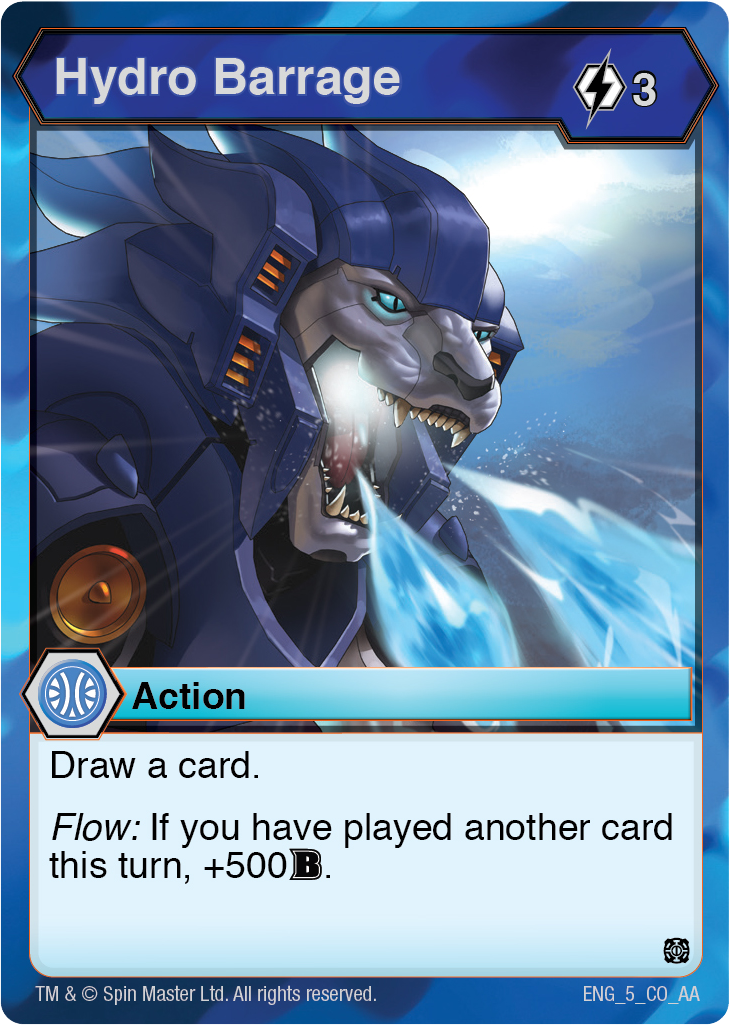 Hydro Barrage
3
Action
Draw a card.
Flow: If you have played another card
this turn, +500B.
TM & © Spin Master Ltd. All rights reserved.
ENG_5_CO_AA